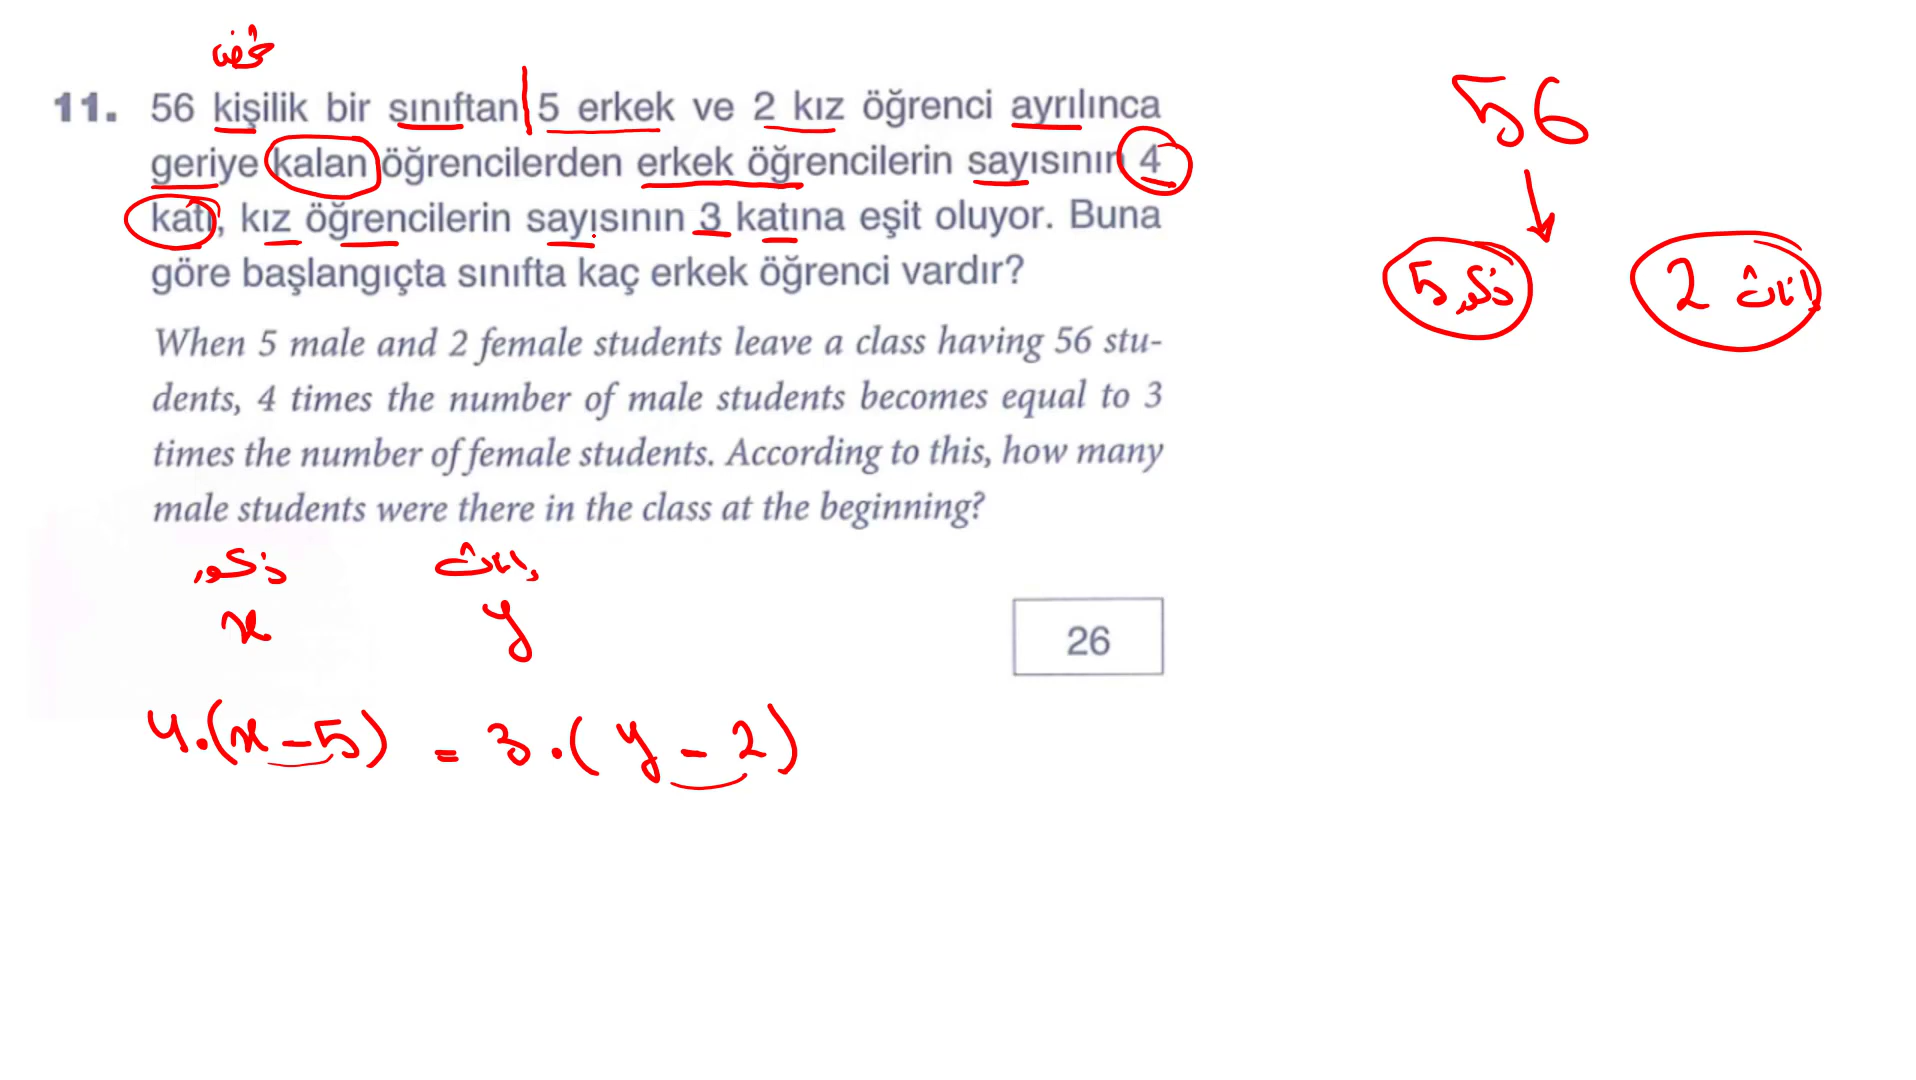 شخص
11. 56 kişilik bir sınıftan 5 erkek ve 2 kız öğrenci ayrılınca
geriye kalan öğrencilerden erkek öğrencilerin sayısının 4
katı, kız öğrencilerin sayısının 3 katına eşit oluyor. Buna
göre başlangıçta sınıfta kaç erkek öğrenci vardır?
When 5 male and 2 female students leave a class having 56 stu-
dents, 4 times the number of male students becomes equal to 3
times the number of female students. According to this, how many
male students were there in the class at the beginning?
56
5 ذكور
2 إناث
ذكور إناث
x y
26
4.(x-5) = 3.(y-2)